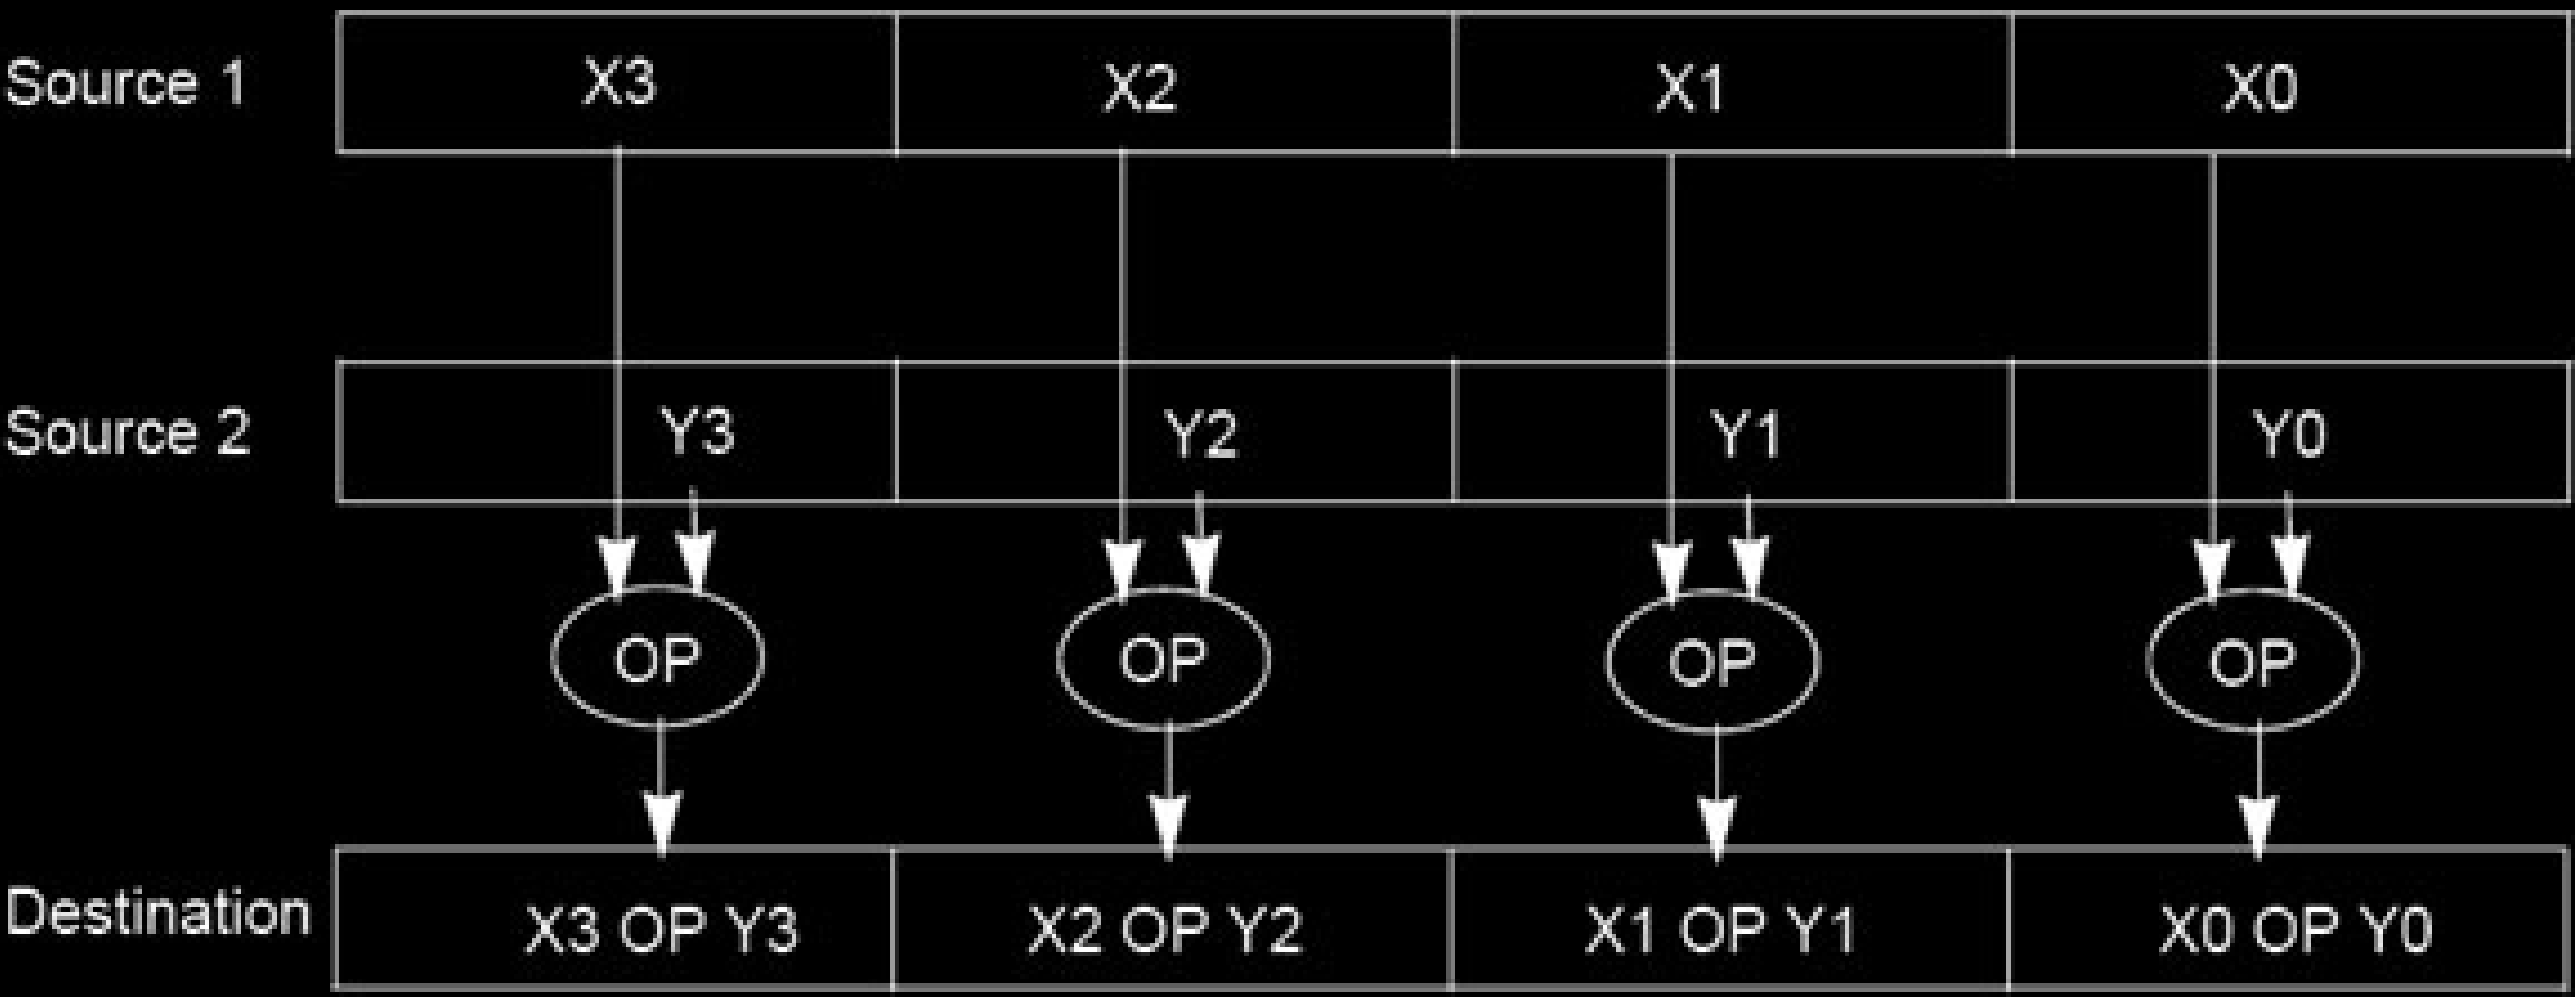 Source 1 X3 X2 X1 X0
Source 2 Y3 Y2 Y1 Y0
OP OP OP OP
Destination X3 OP Y3 X2 OP Y2 X1 OP Y1 X0 OP Y0